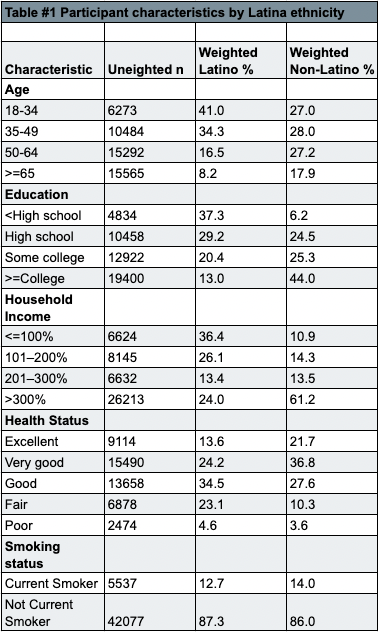 Table #1 Participant characteristics by Latina ethnicity
Characteristic Uneighted n Weighted Latino % Weighted Non-Latino %
Age
18-34 6273 41.0 27.0
35-49 10484 34.3 28.0
50-64 15292 16.5 27.2
>=65 15565 8.2 17.9
Education
<High school 4834 37.3 6.2
High school 10458 29.2 24.5
Some college 12922 20.4 25.3
>=College 19400 13.0 44.0
Household
Income
<=100% 6624 36.4 10.9
101–200% 8145 26.1 14.3
201–300% 6632 13.4 13.5
>300% 26213 24.0 61.2
Health Status
Excellent 9114 13.6 21.7
Very good 15490 24.2 36.8
Good 13658 34.5 27.6
Fair 6878 23.1 10.3
Poor 2474 4.6 3.6
Smoking
status
Current Smoker 5537 12.7 14.0
Not Current
Smoker 42077 87.3 86.0